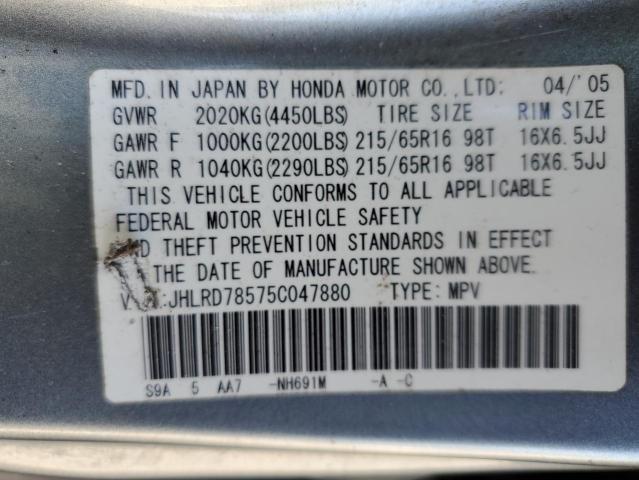 MFD. IN JAPAN BY HONDA MOTOR CO.,LTD: 04/'05
GVWR 2020KG(4450LBS) TIRE SIZE RIM SIZE
GAWR F 1000KG(2200LBS) 215/65R16 98T 16X6.5JJ
GAWR R 1040KG(2290LBS) 215/65R16 98T 16X6.5JJ
THIS VEHICLE CONFORMS TO ALL APPLICABLE
FEDERAL MOTOR VEHICLE SAFETY
THEFT PREVENTION STANDARDS IN EFFECT
THE DATE OF MANUFACTURE SHOWN ABOVE.
JHLRD78575C047880 TYPE: MPV
S9A 5 AA7 -NH691M -A -C